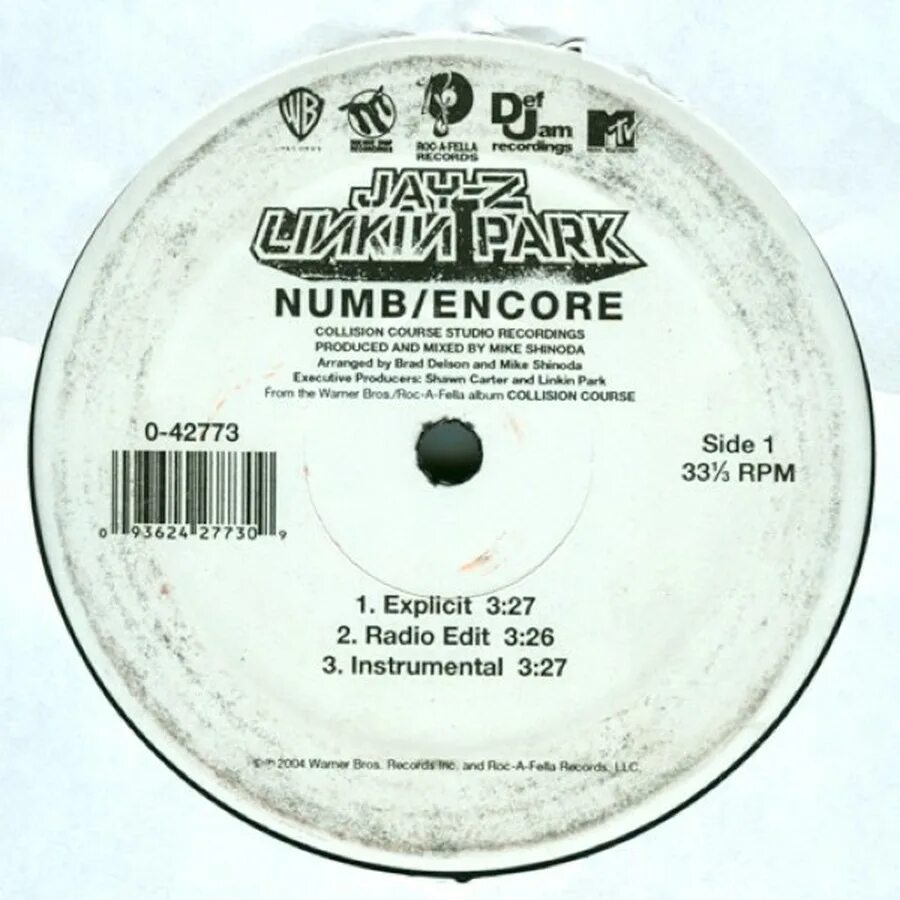 WB
ROC-A-FELLA
RECORDS
Def
Jam
recordings
MTV
JAY-Z
LINKIN PARK
NUMB/ENCORE
COLLISION COURSE STUDIO RECORDINGS
PRODUCED AND MIXED BY MIKE SHINODA
Arranged by Brad Delson and Mike Shinoda
Executive Producers: Shawn Carter and Linkin Park
From the Warner Bros./Roc-A-Fella album COLLISION COURSE
0-42773
0 93624 27730 9
Side 1
33⅓ RPM
1. Explicit 3:27
2. Radio Edit 3:26
3. Instrumental 3:27
©℗ 2004 Warner Bros. Records Inc. and Roc-A-Fella Records, LLC.